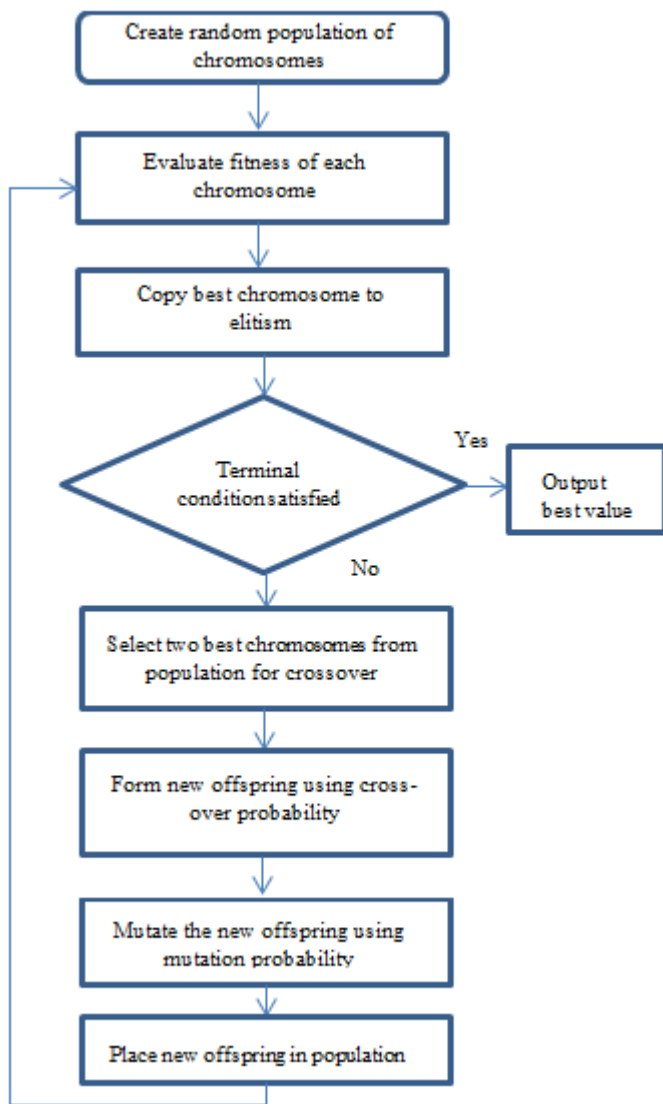 Create random population of
chromosomes
Evaluate fitness of each
chromosome
Copy best chromosome to
elitism
Terminal
condition satisfied
Yes
Output
best value
No
Select two best chromosomes from
population for crossover
Form new offspring using cross-
over probability
Mutate the new offspring using
mutation probability
Place new offspring in population